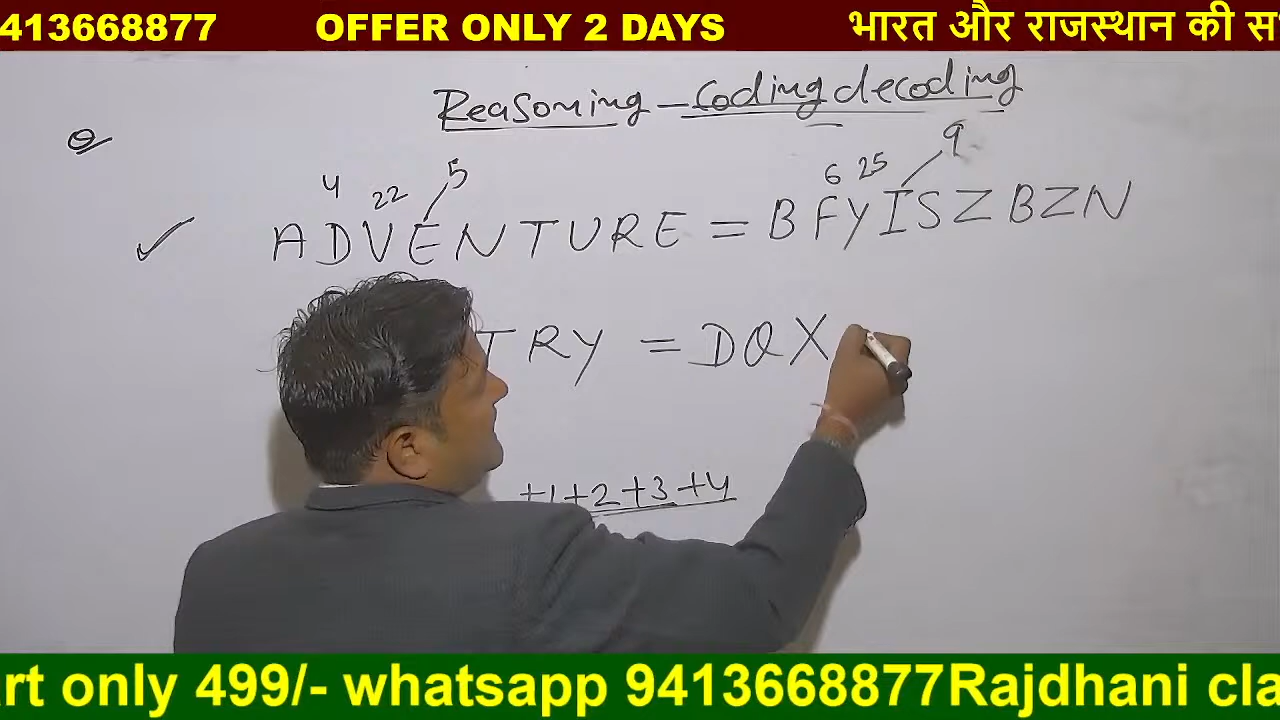 413668877 OFFER ONLY 2 DAYS भारत और राजस्थान की स
Reasoning - Coding decoding
Q
4 22 5 6 25 9
ADVENTURE = BFYISZBZN
TRY = DQX
+1+2+3+4
rt only 499/- whatsapp 9413668877Rajdhani cla